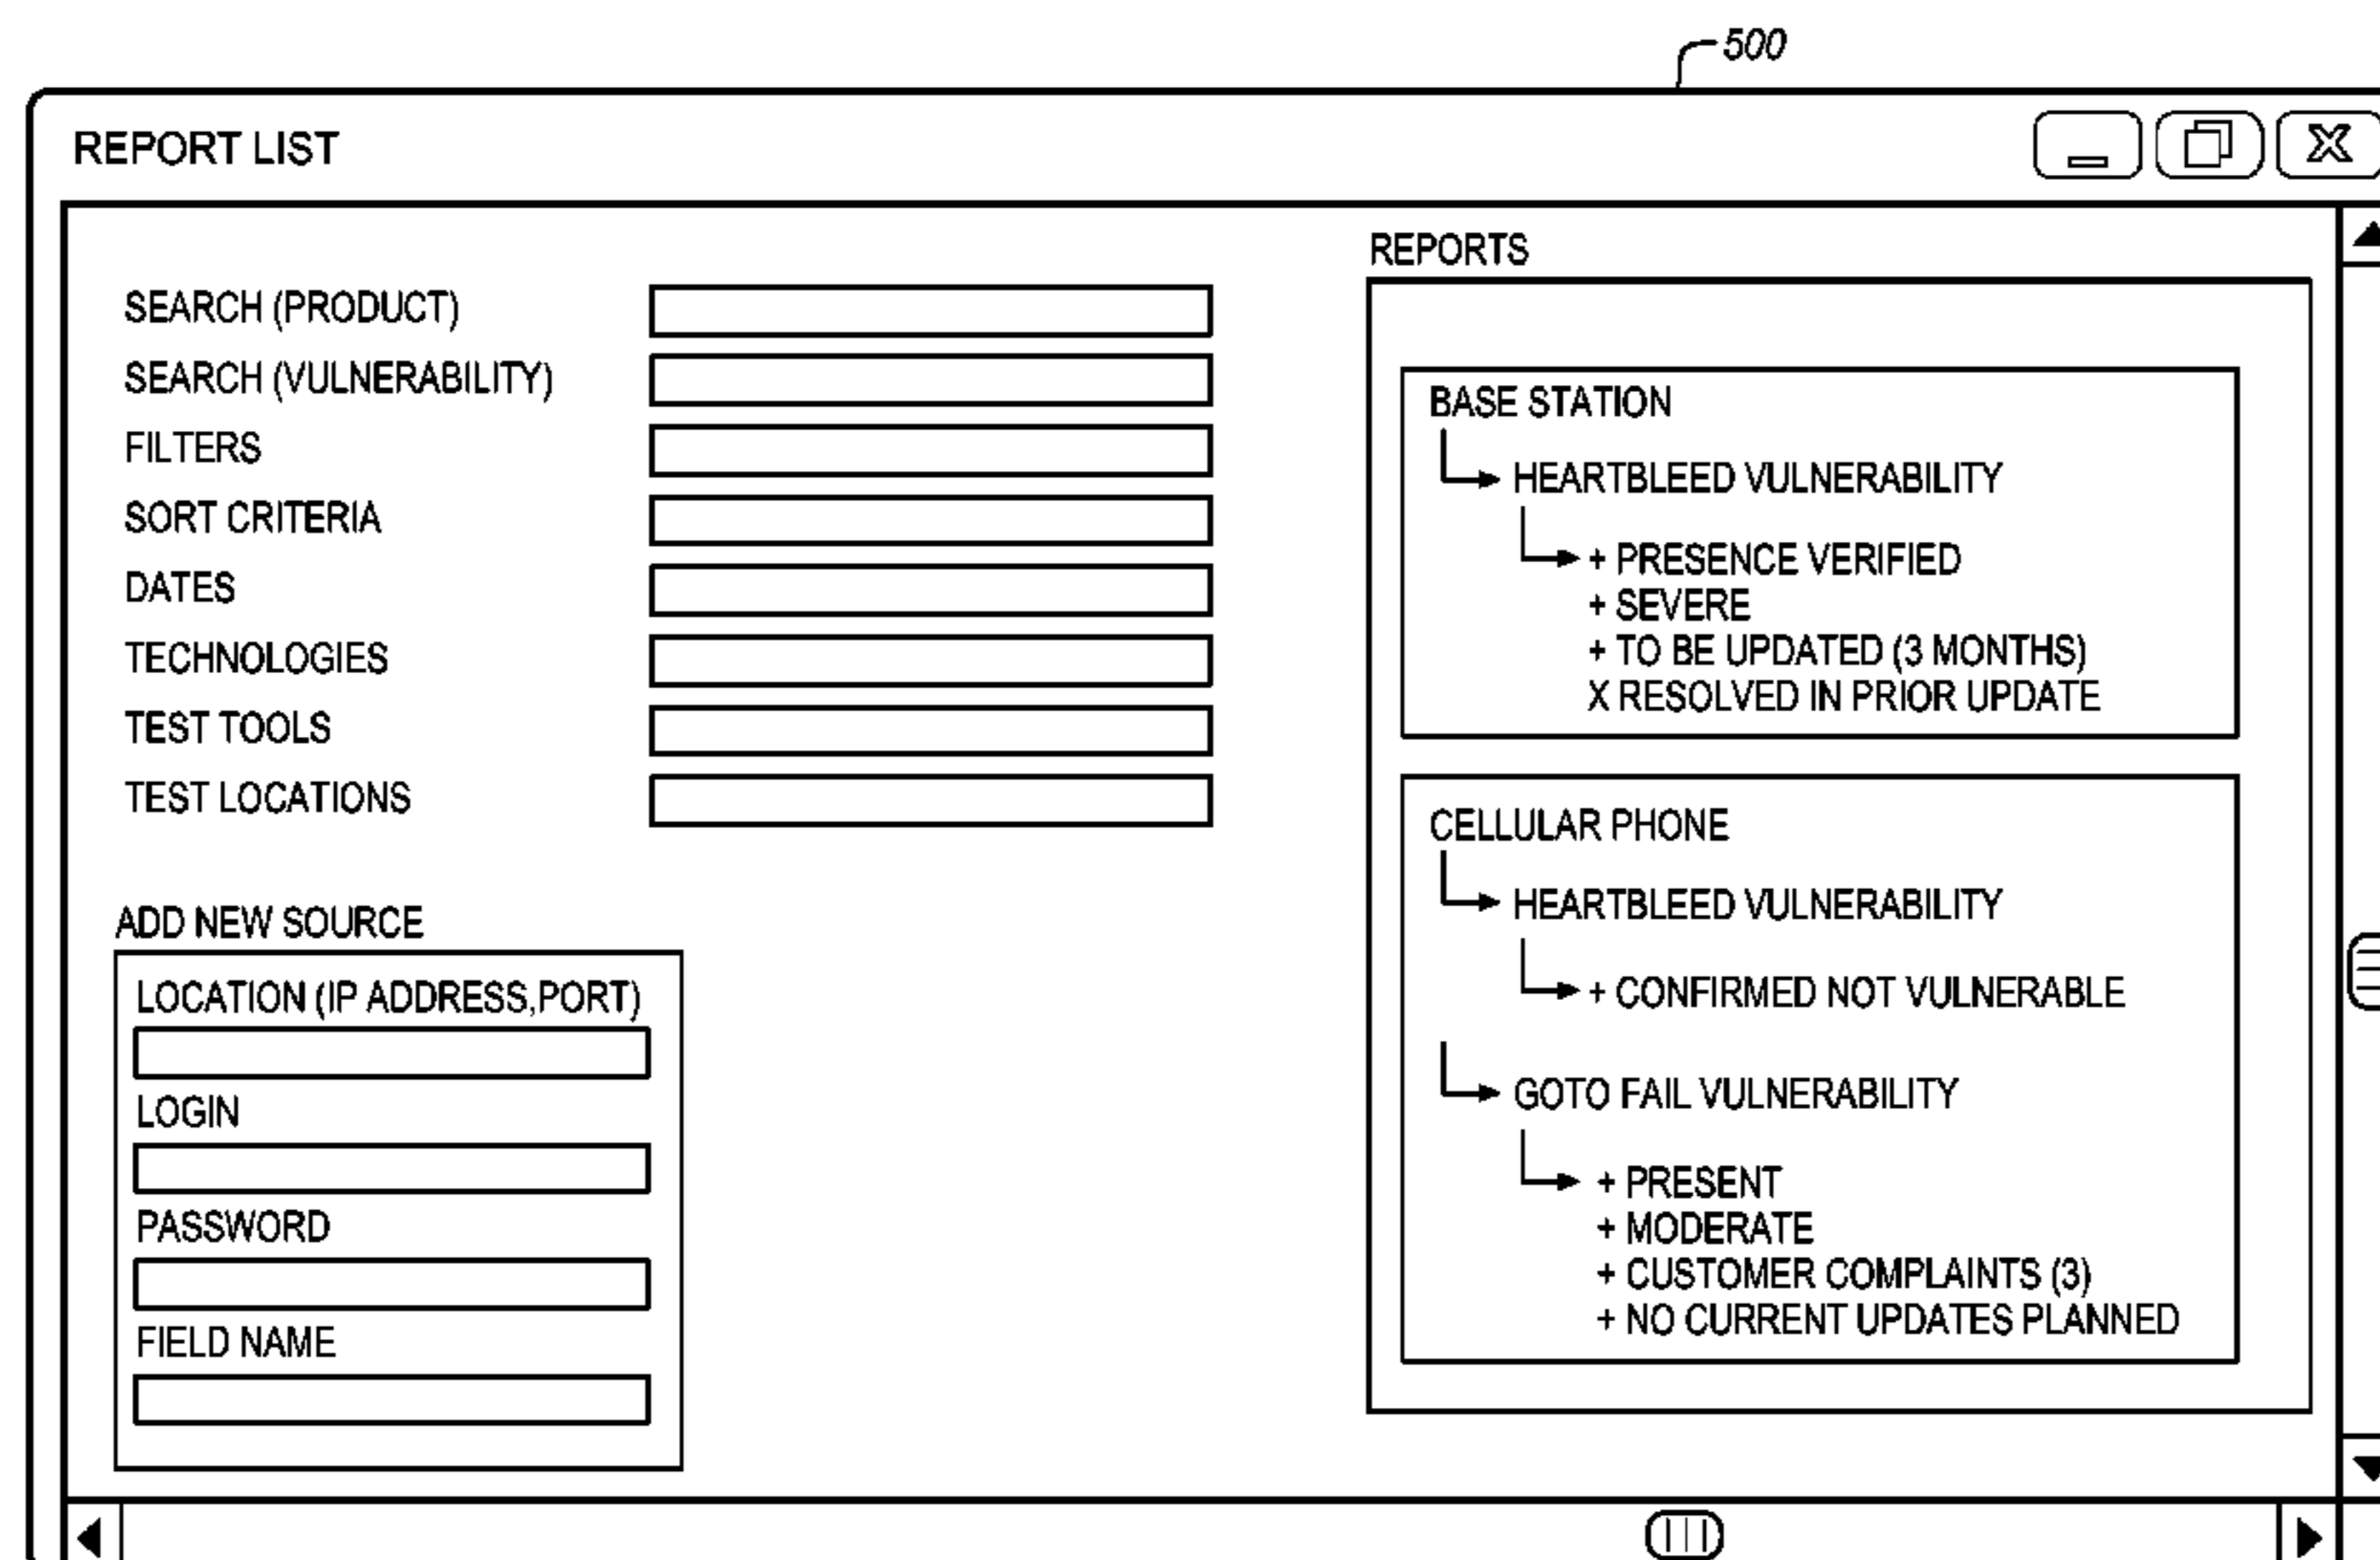 500
REPORT LIST
SEARCH (PRODUCT)
SEARCH (VULNERABILITY)
FILTERS
SORT CRITERIA
DATES
TECHNOLOGIES
TEST TOOLS
TEST LOCATIONS
ADD NEW SOURCE
LOCATION (IP ADDRESS,PORT)
LOGIN
PASSWORD
FIELD NAME
REPORTS
BASE STATION
HEARTBLEED VULNERABILITY
+ PRESENCE VERIFIED
+ SEVERE
+ TO BE UPDATED (3 MONTHS)
X RESOLVED IN PRIOR UPDATE
CELLULAR PHONE
HEARTBLEED VULNERABILITY
+ CONFIRMED NOT VULNERABLE
GOTO FAIL VULNERABILITY
+ PRESENT
+ MODERATE
+ CUSTOMER COMPLAINTS (3)
+ NO CURRENT UPDATES PLANNED